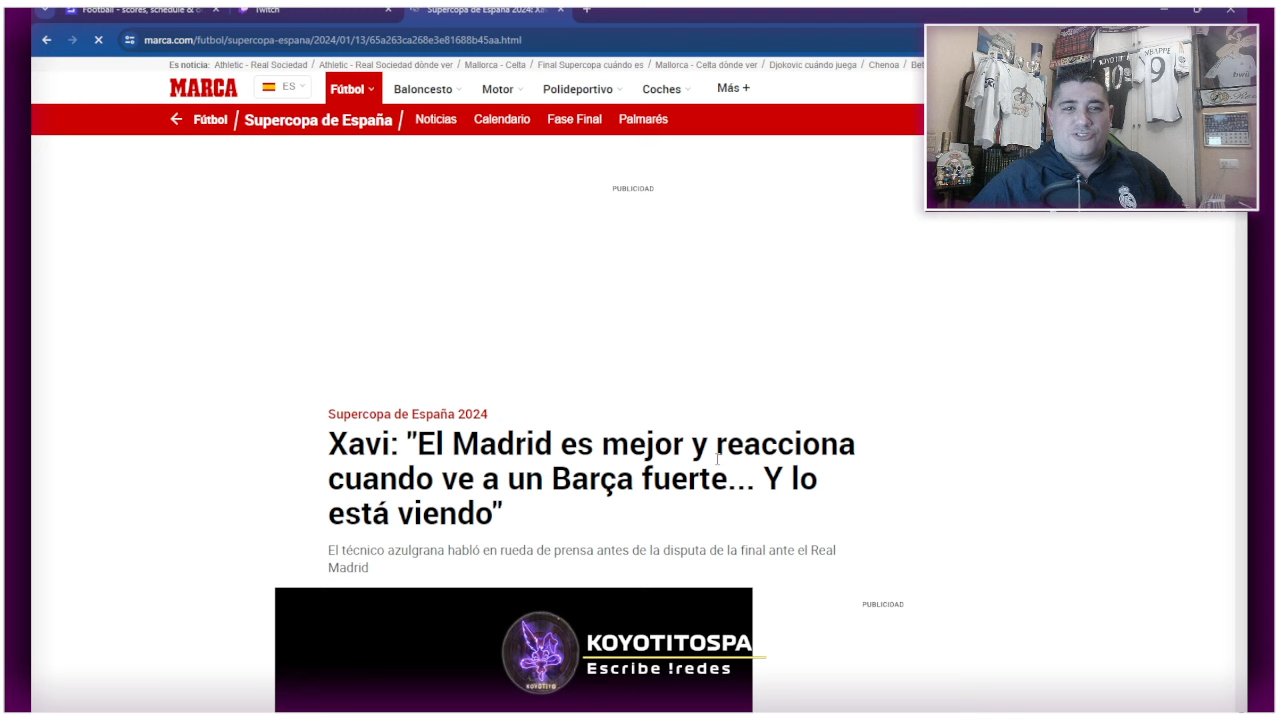 Football - scores, schedule &
Twitch
Supercopa de España 2024: Xa
marca.com/futbol/supercopa-espana/2024/01/13/65a263ca268e3e81688b45aa.html
Es noticia: Athletic - Real Sociedad / Athletic - Real Sociedad dónde ver / Mallorca - Celta / Final Supercopa cuándo es / Mallorca - Celta dónde ver / Djokovic cuándo juega / Chenoa /
MARCA ES Fútbol Baloncesto Motor Polideportivo Coches Más +
Fútbol / Supercopa de España / Noticias Calendario Fase Final Palmarés
MBAPPE
9
10
PUBLICIDAD
Supercopa de España 2024
Xavi: "El Madrid es mejor y reacciona
cuando ve a un Barça fuerte... Y lo
está viendo"
El técnico azulgrana habló en rueda de prensa antes de la disputa de la final ante el Real
Madrid
PUBLICIDAD
KOYOTITOSPA
Escribe !redes
KOYOTITO